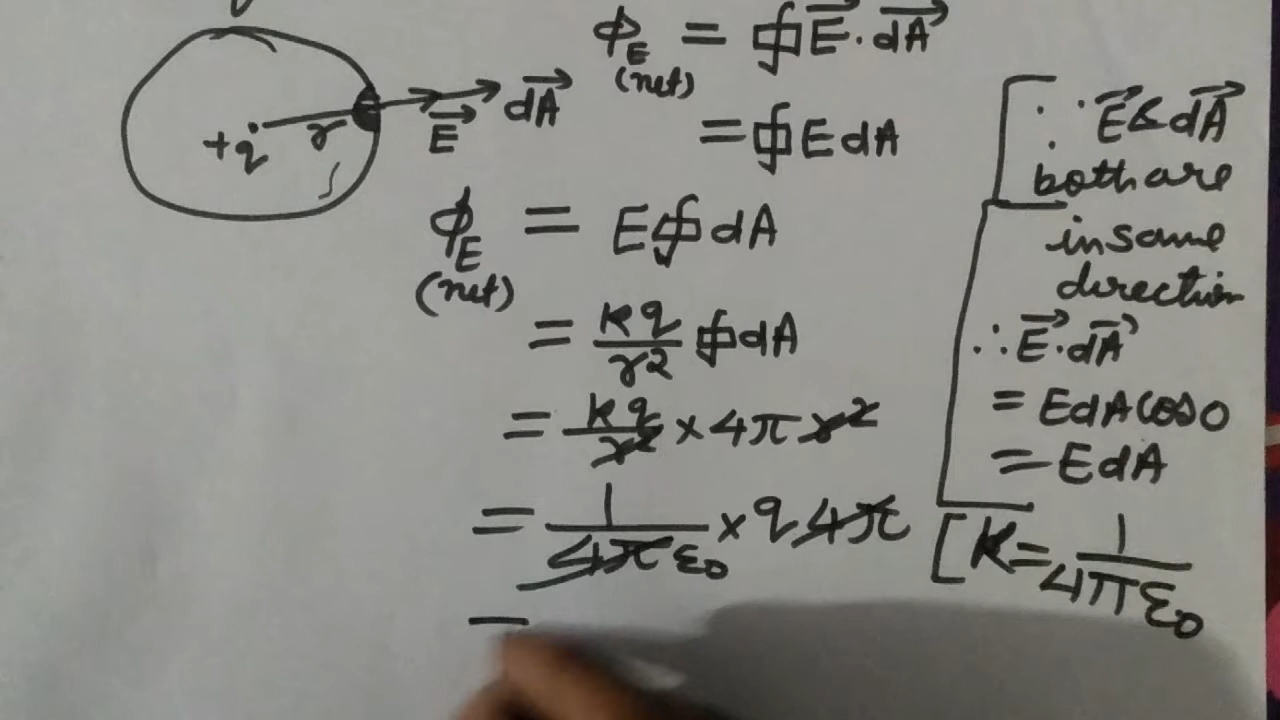 +q r E→ dA→
S
ϕ_E (net) = ∮ E→ · dA→
= ∮ E dA
ϕ_E (net) = E ∮ dA
= Kq/r² ∮ dA
= Kq/r² × 4π r²
= 1/4πε₀ × q 4π
[ ∵ E→ & dA→
both are
in same
direction
∴ E→ · dA→
= E dA cos 0
= E dA
[ K = 1/4πε₀